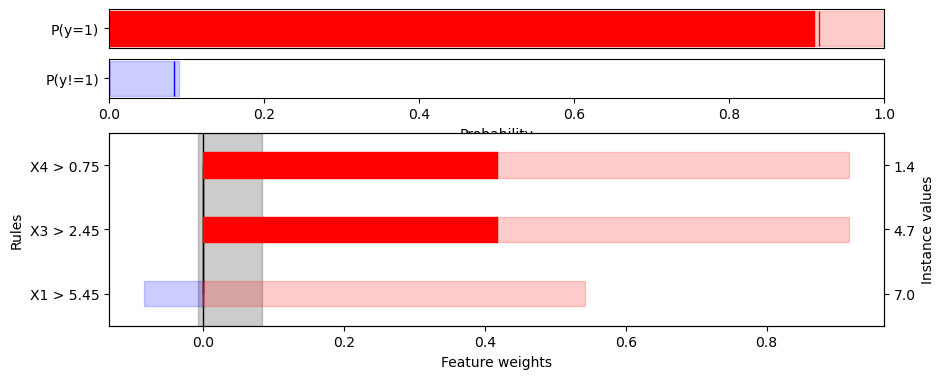 P(y=1)
P(y!=1)
0.0 0.2 0.4 0.6 0.8 1.0
Probability
X4 > 0.75 1.4
X3 > 2.45 4.7
X1 > 5.45 7.0
Rules
Instance values
0.0 0.2 0.4 0.6 0.8
Feature weights